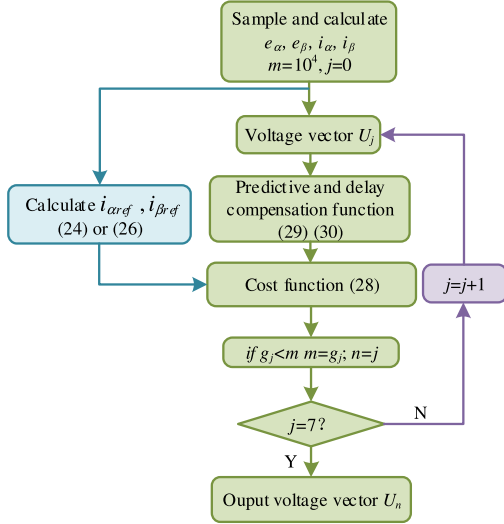 Sample and calculate
eα, eβ, iα, iβ
m=10⁴, j=0
Voltage vector Uj
Calculate iαref , iβref
(24) or (26)
Predictive and delay
compensation function
(29) (30)
Cost function (28)
j=j+1
if gj<m m=gj; n=j
j=7?
N
Y
Ouput voltage vector Un